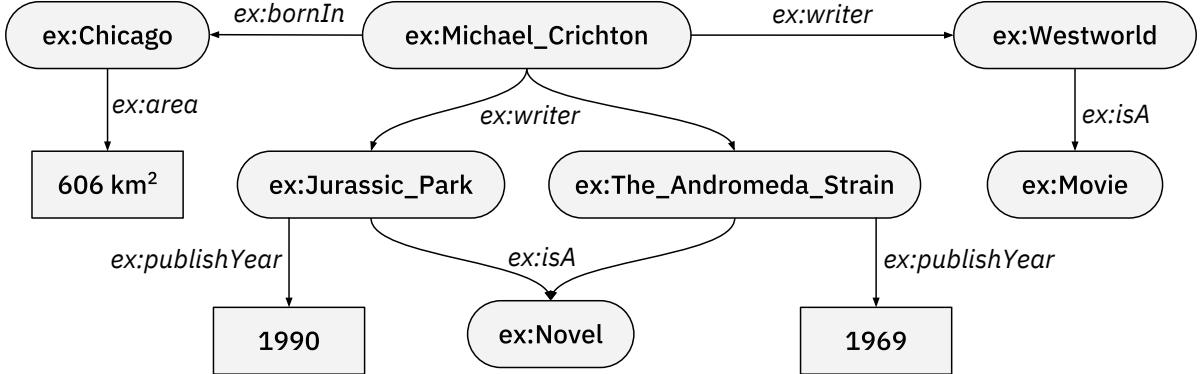 ex:bornIn
ex:writer
ex:Chicago
ex:Michael_Crichton
ex:Westworld
ex:area
ex:writer
ex:isA
606 km²
ex:Jurassic_Park
ex:The_Andromeda_Strain
ex:Movie
ex:publishYear
ex:isA
ex:publishYear
1990
ex:Novel
1969